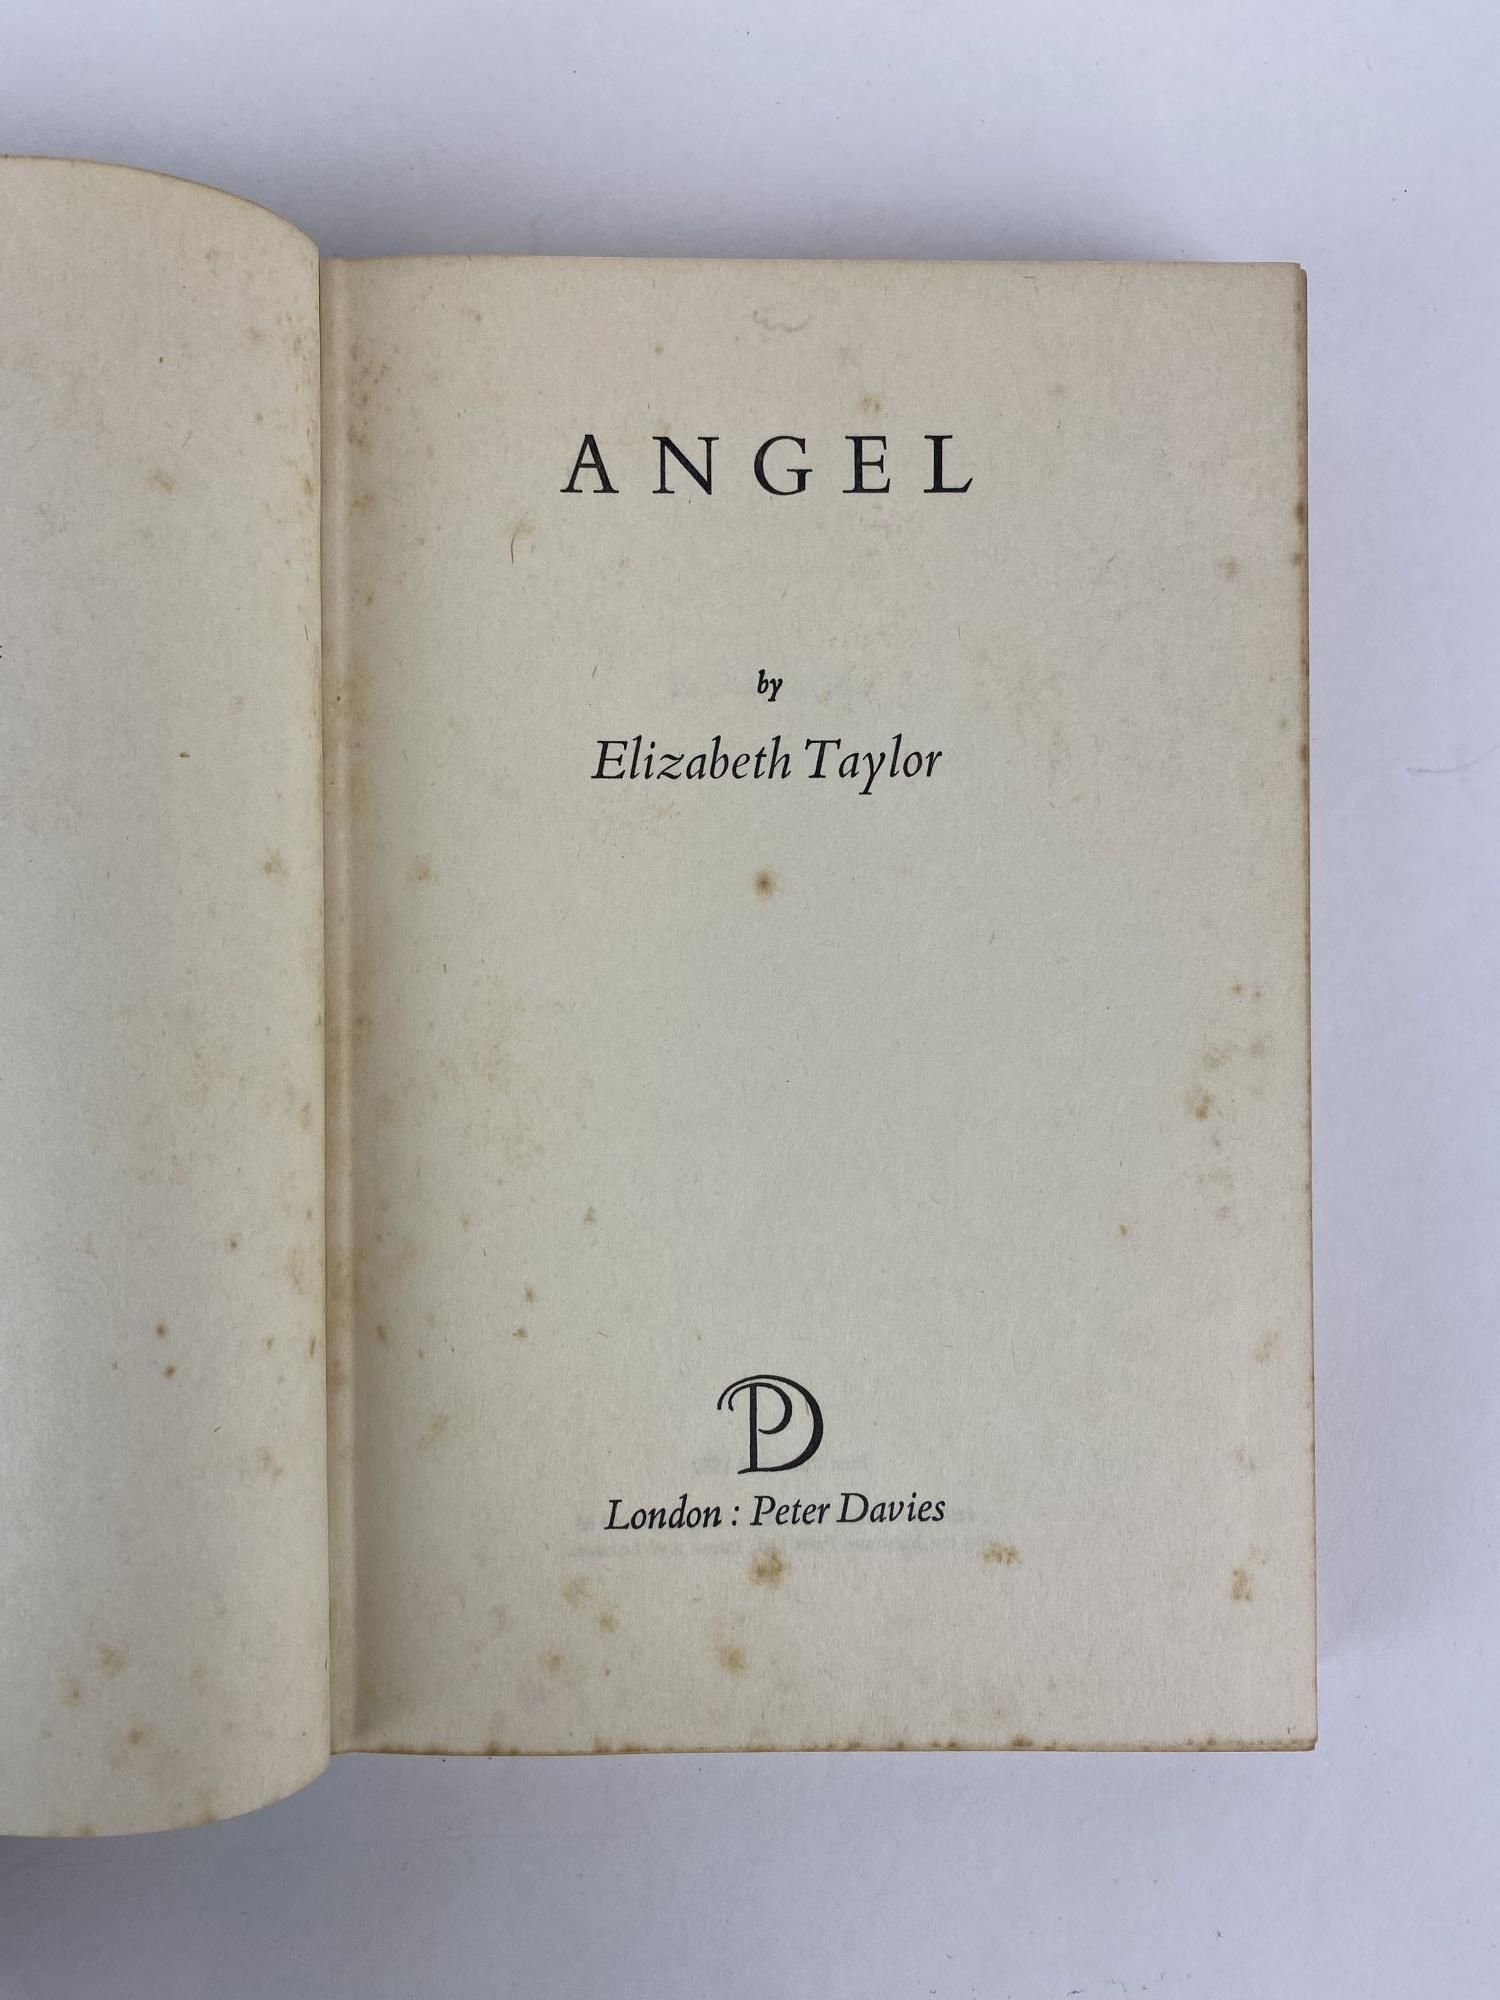 ANGEL
by
Elizabeth Taylor
PD
London : Peter Davies